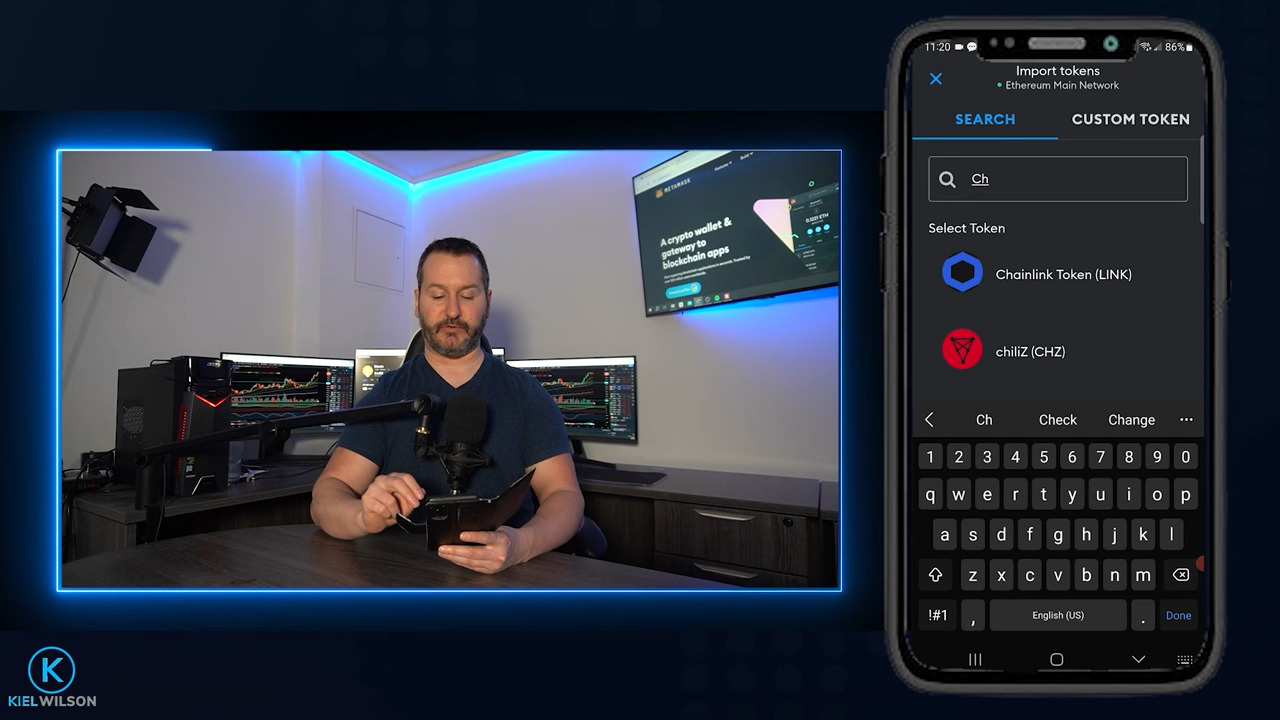 METAMASK
A crypto wallet &
gateway to
blockchain apps
11:20
86%
Import tokens
Ethereum Main Network
SEARCH
CUSTOM TOKEN
Ch
Select Token
Chainlink Token (LINK)
chiliZ (CHZ)
Ch Check Change
1 2 3 4 5 6 7 8 9 0
q w e r t y u i o p
a s d f g h j k l
z x c v b n m
!#1 , English (US) . Done
K
KIELWILSON